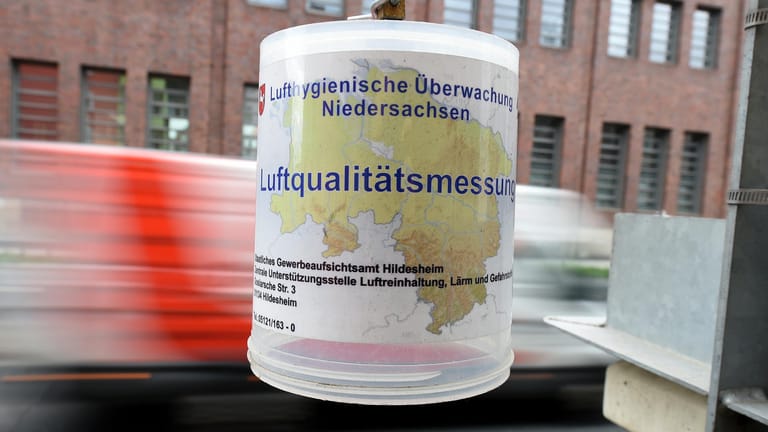 Lufthygienische Überwachung
Niedersachsen
Luftqualitätsmessung
Gewerbeaufsichtsamt Hildesheim
Unterstützungsstelle Luftreinhaltung, Lärm und
Str. 3
Hildesheim
05121/163 - 0